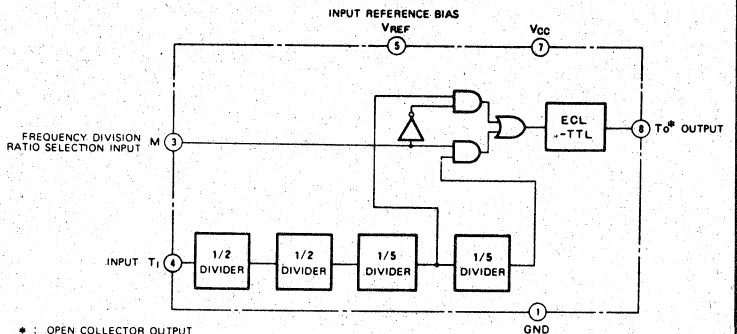 INPUT REFERENCE BIAS
VREF
5
VCC
7
FREQUENCY DIVISION
RATIO SELECTION INPUT M
3
ECL
-TTL
8
To* OUTPUT
INPUT TI
4
1/2
DIVIDER
1/2
DIVIDER
1/5
DIVIDER
1/5
DIVIDER
1
GND
* : OPEN COLLECTOR OUTPUT